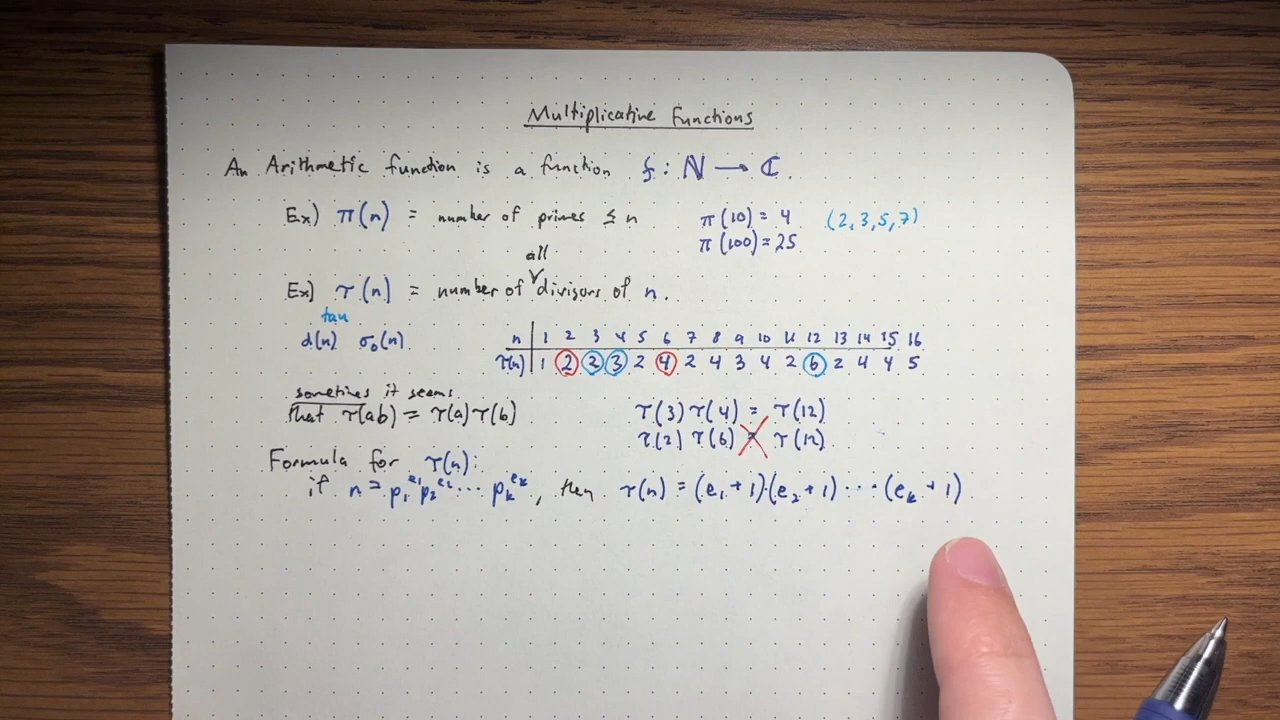 Multiplicative Functions
An Arithmetic function is a function f : ℕ → ℂ.
Ex) π(n) = number of primes ≤ n π(10) = 4 (2,3,5,7)
π(100) = 25
all
Ex) τ(n) = number of divisors of n.
tau
d(n) σ₀(n)
n 1 2 3 4 5 6 7 8 9 10 11 12 13 14 15 16
τ(n) 1 2 2 3 2 4 2 4 3 4 2 6 2 4 4 5
sometimes it seems
that τ(ab) = τ(a)τ(b) τ(3)τ(4) = τ(12)
τ(2) τ(6) = τ(12)
Formula for τ(n):
if n = p₁^e₁ p₂^e₂ ... pₖ^eₖ, then τ(n) = (e₁+1)·(e₂+1)···(eₖ+1)